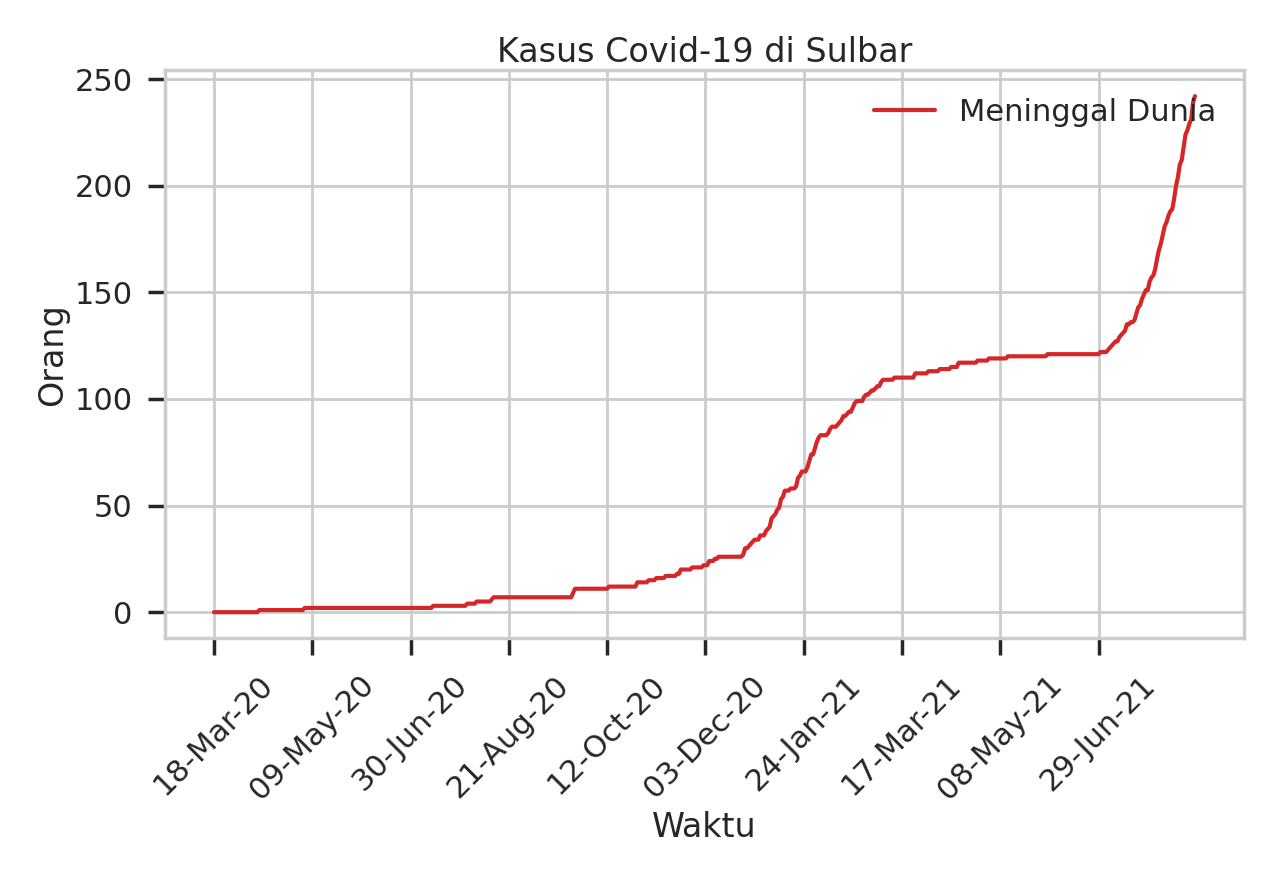 Kasus Covid-19 di Sulbar
Meninggal Dunia
250
200
150
100
50
0
Orang
18-Mar-20
09-May-20
30-Jun-20
21-Aug-20
12-Oct-20
03-Dec-20
24-Jan-21
17-Mar-21
08-May-21
29-Jun-21
Waktu